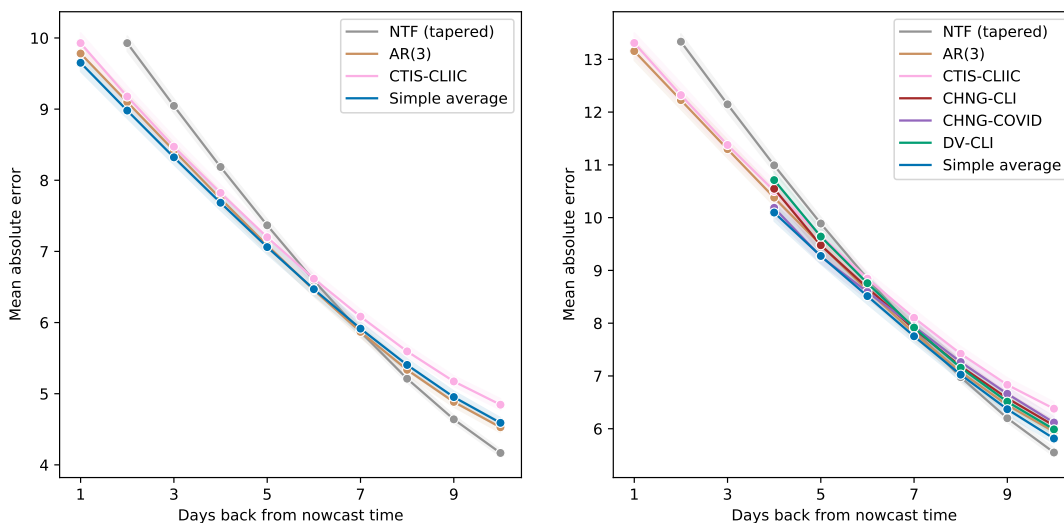 NTF (tapered)
AR(3)
CTIS-CLIIC
Simple average
10
9
8
7
6
5
4
Mean absolute error
1
3
5
7
9
Days back from nowcast time
NTF (tapered)
AR(3)
CTIS-CLIIC
CHNG-CLI
CHNG-COVID
DV-CLI
Simple average
13
12
11
10
9
8
7
6
Mean absolute error
1
3
5
7
9
Days back from nowcast time